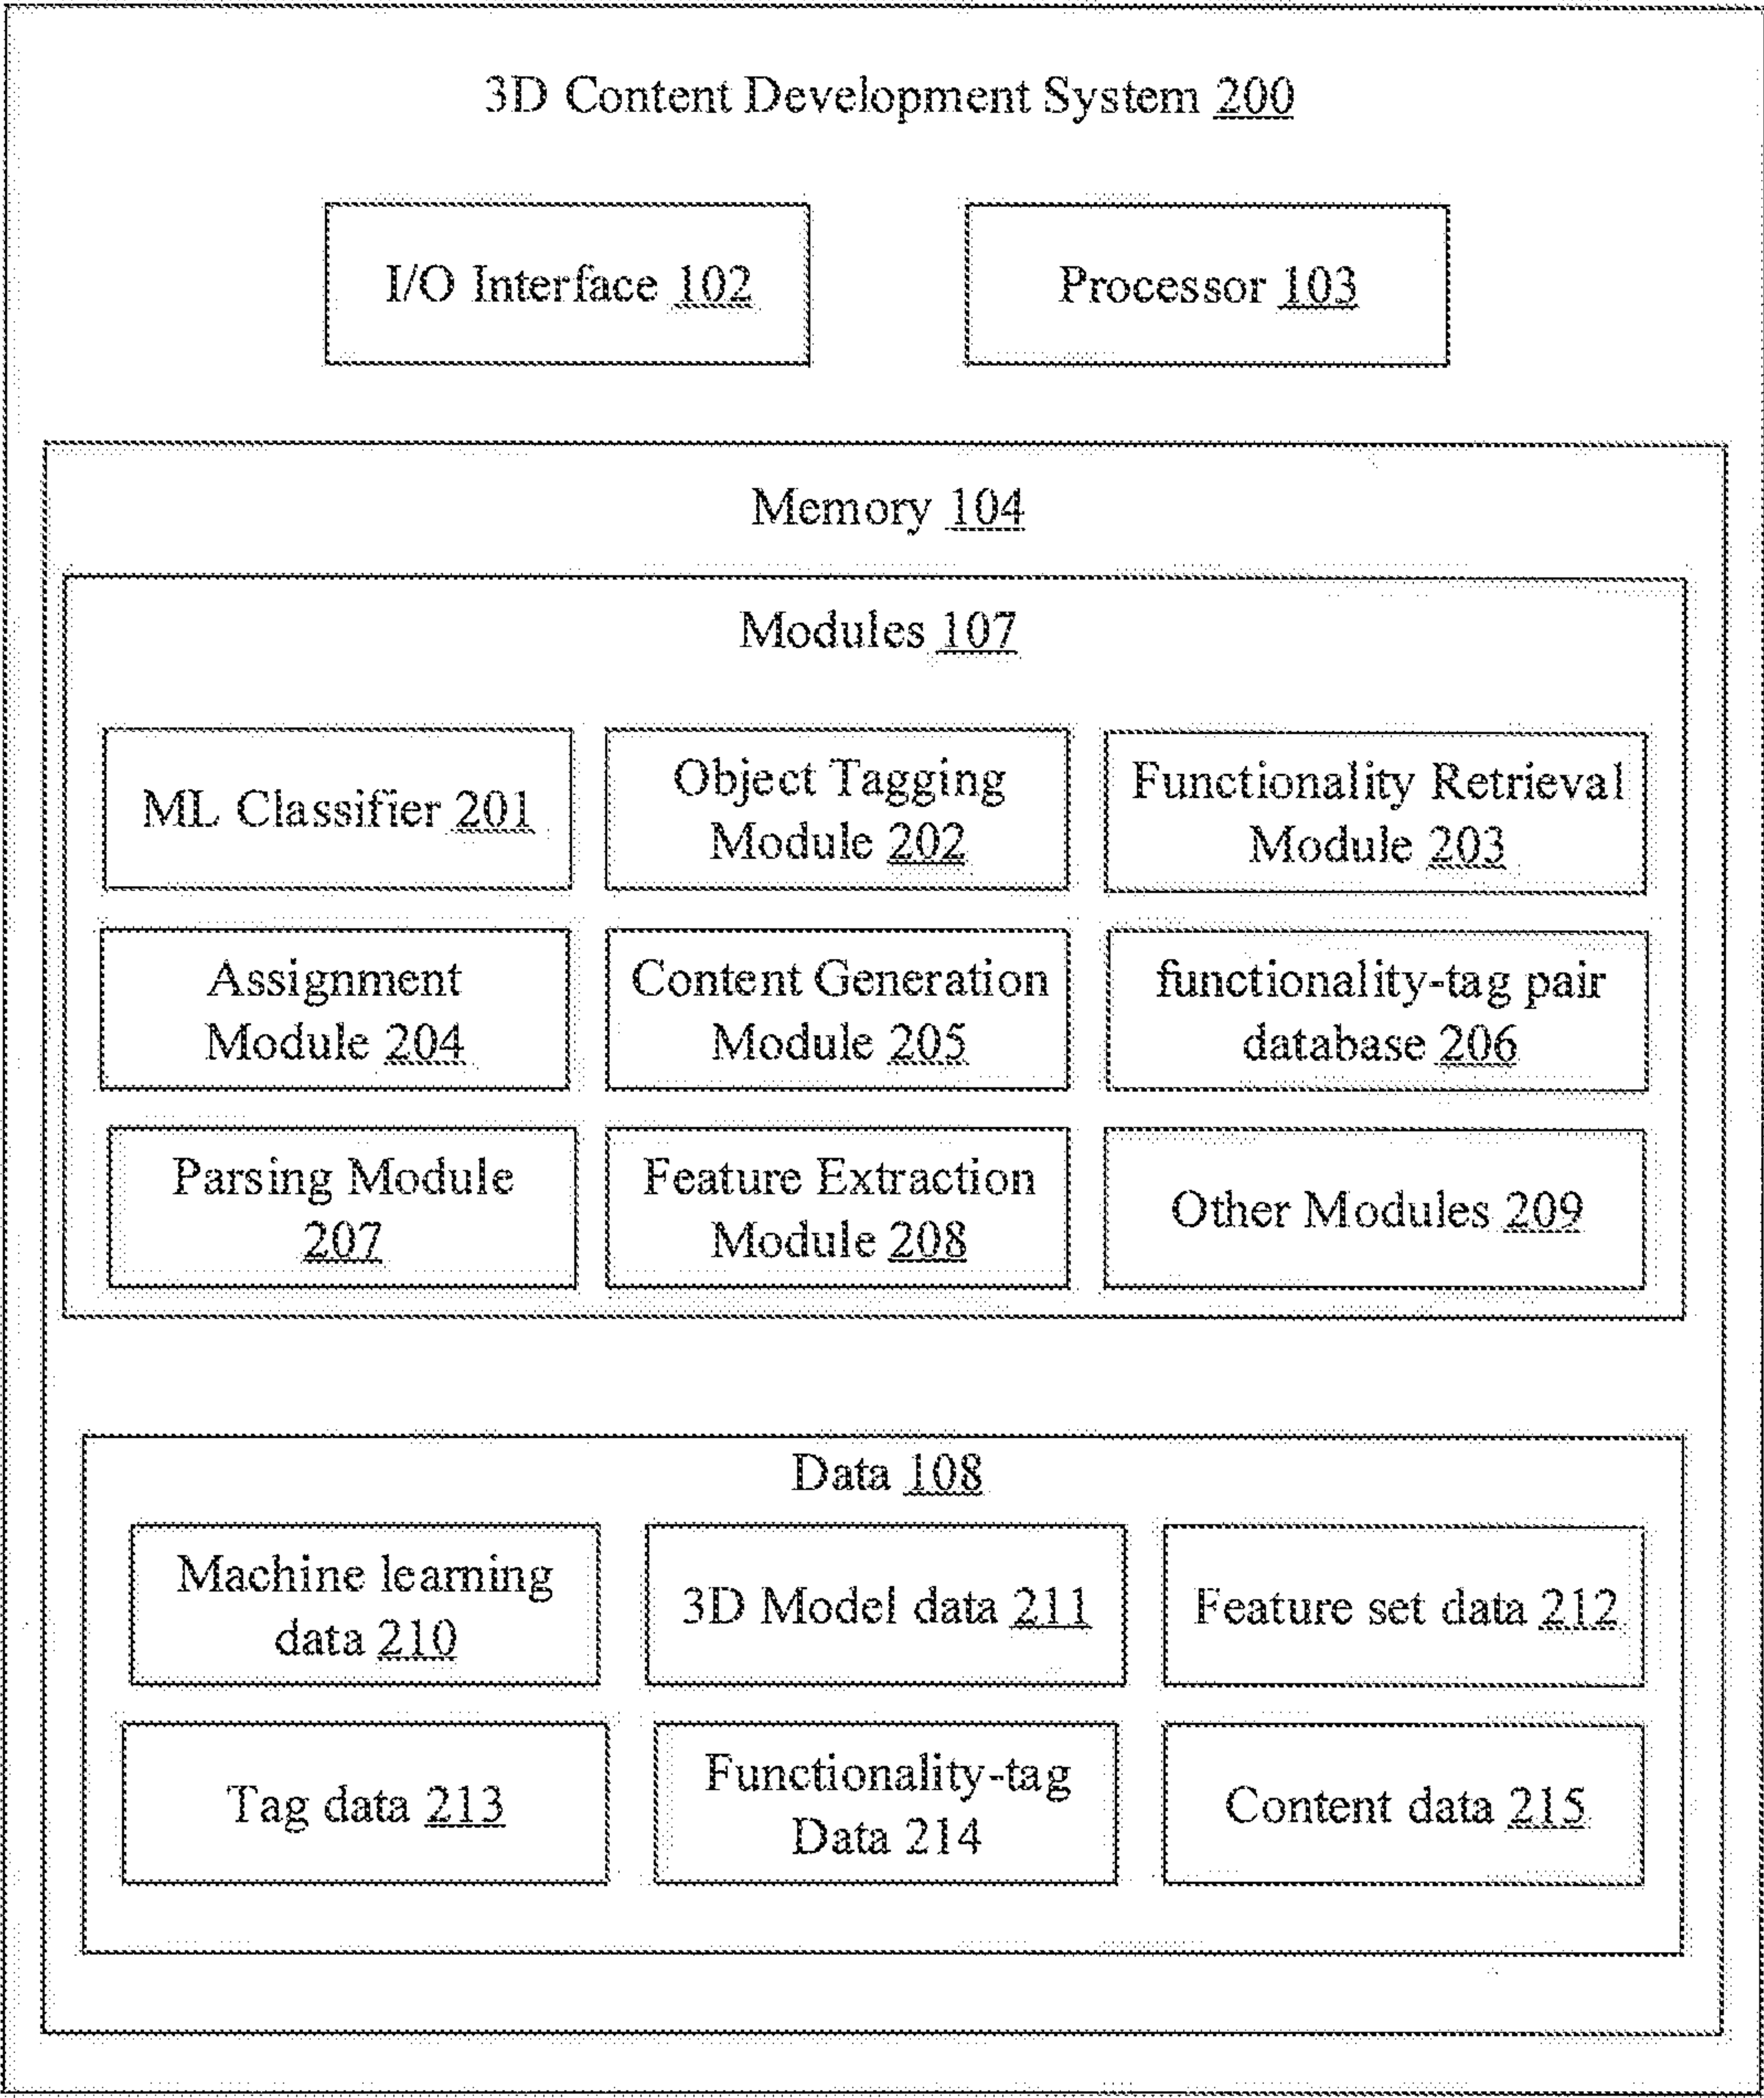 3D Content Development System 200
I/O Interface 102
Processor 103
Memory 104
Modules 107
ML Classifier 201
Object Tagging
Module 202
Functionality Retrieval
Module 203
Assignment
Module 204
Content Generation
Module 205
functionality-tag pair
database 206
Parsing Module
207
Feature Extraction
Module 208
Other Modules 209
Data 108
Machine learning
data 210
3D Model data 211
Feature set data 212
Tag data 213
Functionality-tag
Data 214
Content data 215